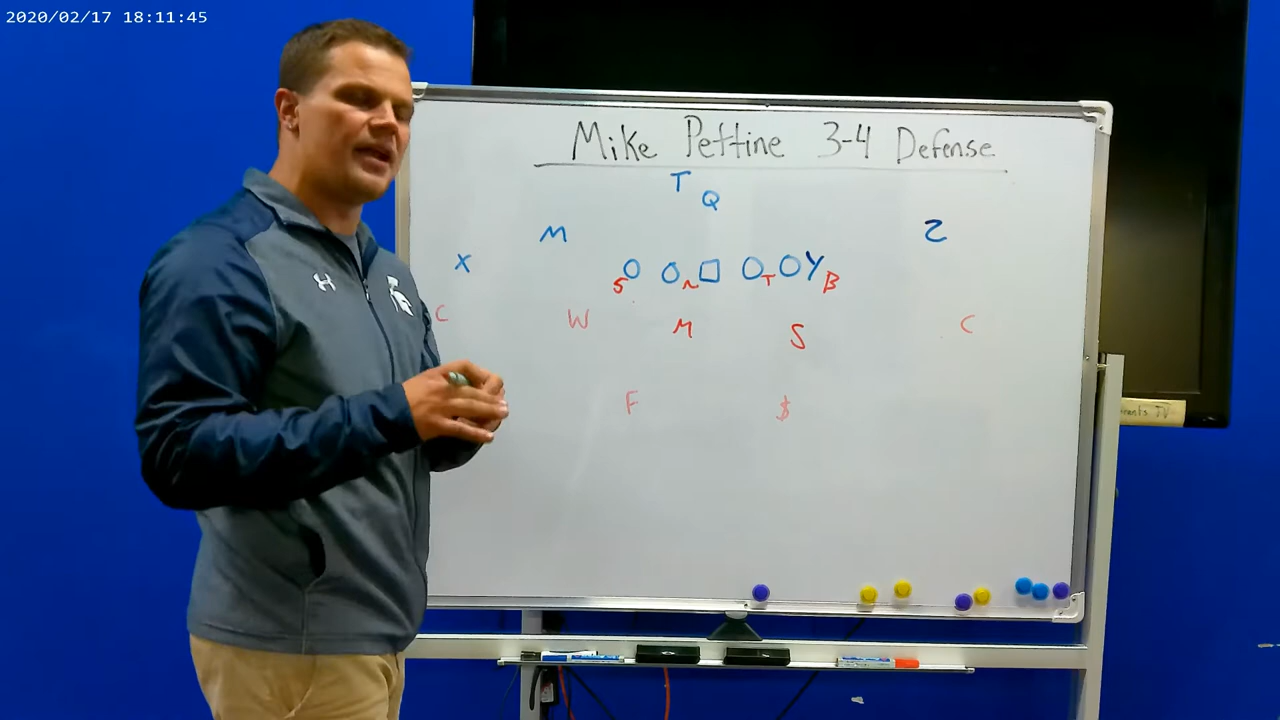 2020/02/17 18:11:45
Mike Pettine 3-4 Defense
T
Q
M
Z
X
O O □ O O Y
S N T B
C W M S C
F $